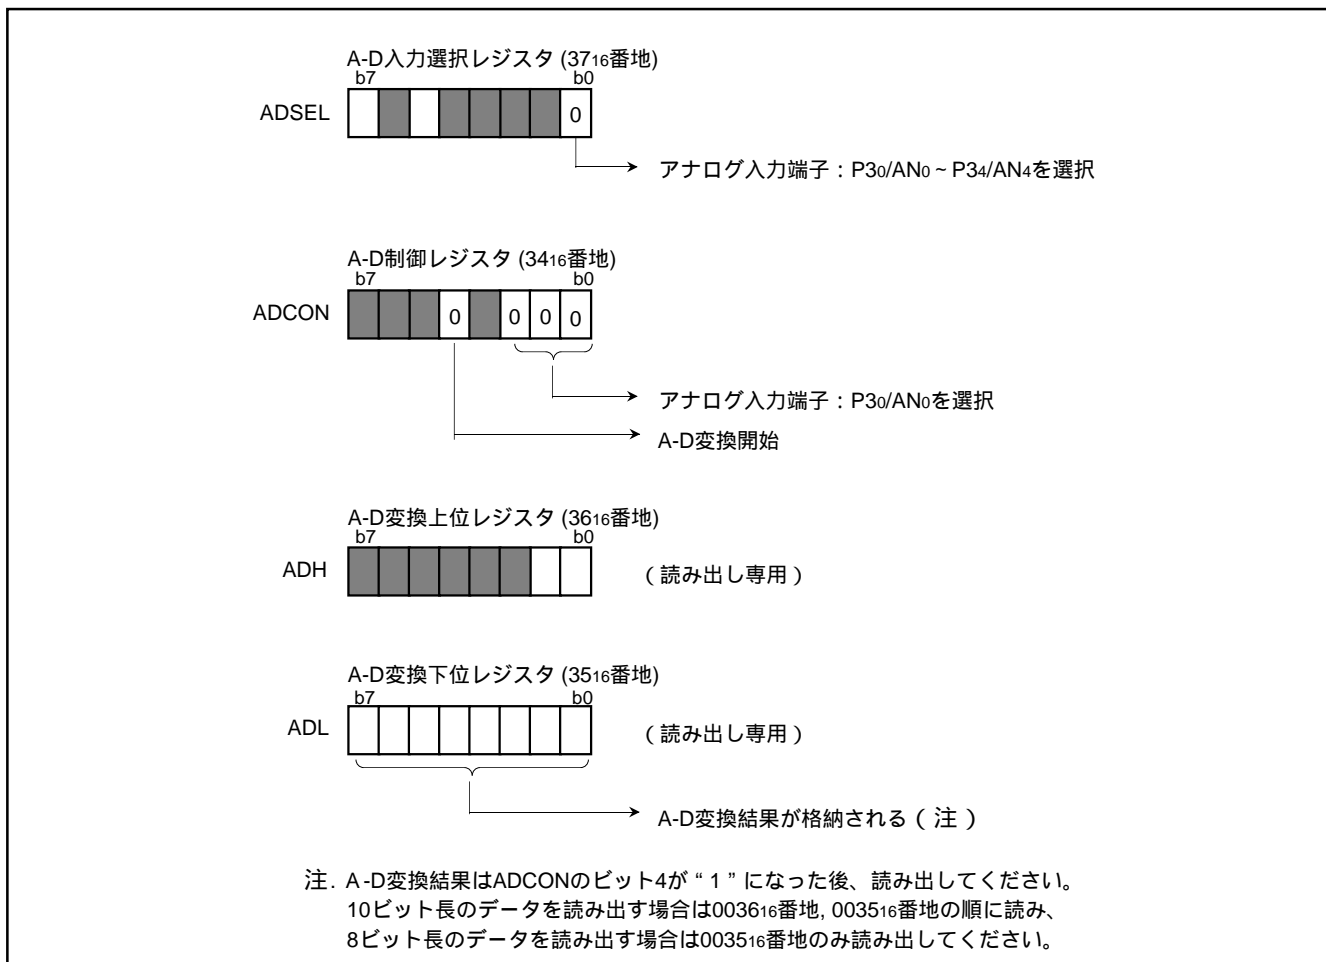 A-D入力選択レジスタ (3716番地)
b7 b0
ADSEL 0
アナログ入力端子：P30/AN0 ~ P34/AN4を選択
A-D制御レジスタ (3416番地)
b7 b0
ADCON 0 0 0 0
アナログ入力端子：P30/AN0を選択
A-D変換開始
A-D変換上位レジスタ (3616番地)
b7 b0
ADH （読み出し専用）
A-D変換下位レジスタ (3516番地)
b7 b0
ADL （読み出し専用）
A-D変換結果が格納される（注）
注. A-D変換結果はADCONのビット4が“1”になった後、読み出してください。
10ビット長のデータを読み出す場合は003616番地, 003516番地の順に読み、
8ビット長のデータを読み出す場合は003516番地のみ読み出してください。